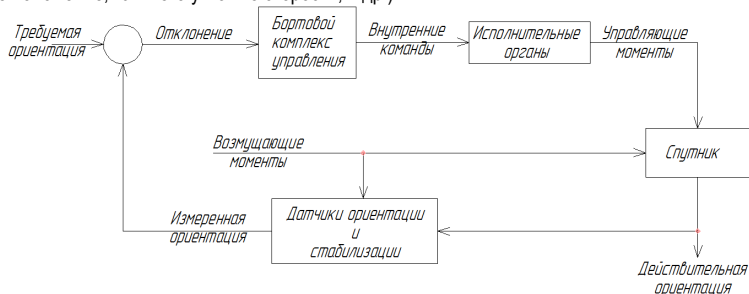 Требуемая
ориентация
Отклонение
Бортовой
комплекс
управления
Внутренние
команды
Исполнительные
органы
Управляющие
моменты
Возмущающие
моменты
Спутник
Измеренная
ориентация
Датчики ориентации
и
стабилизации
Действительная
ориентация